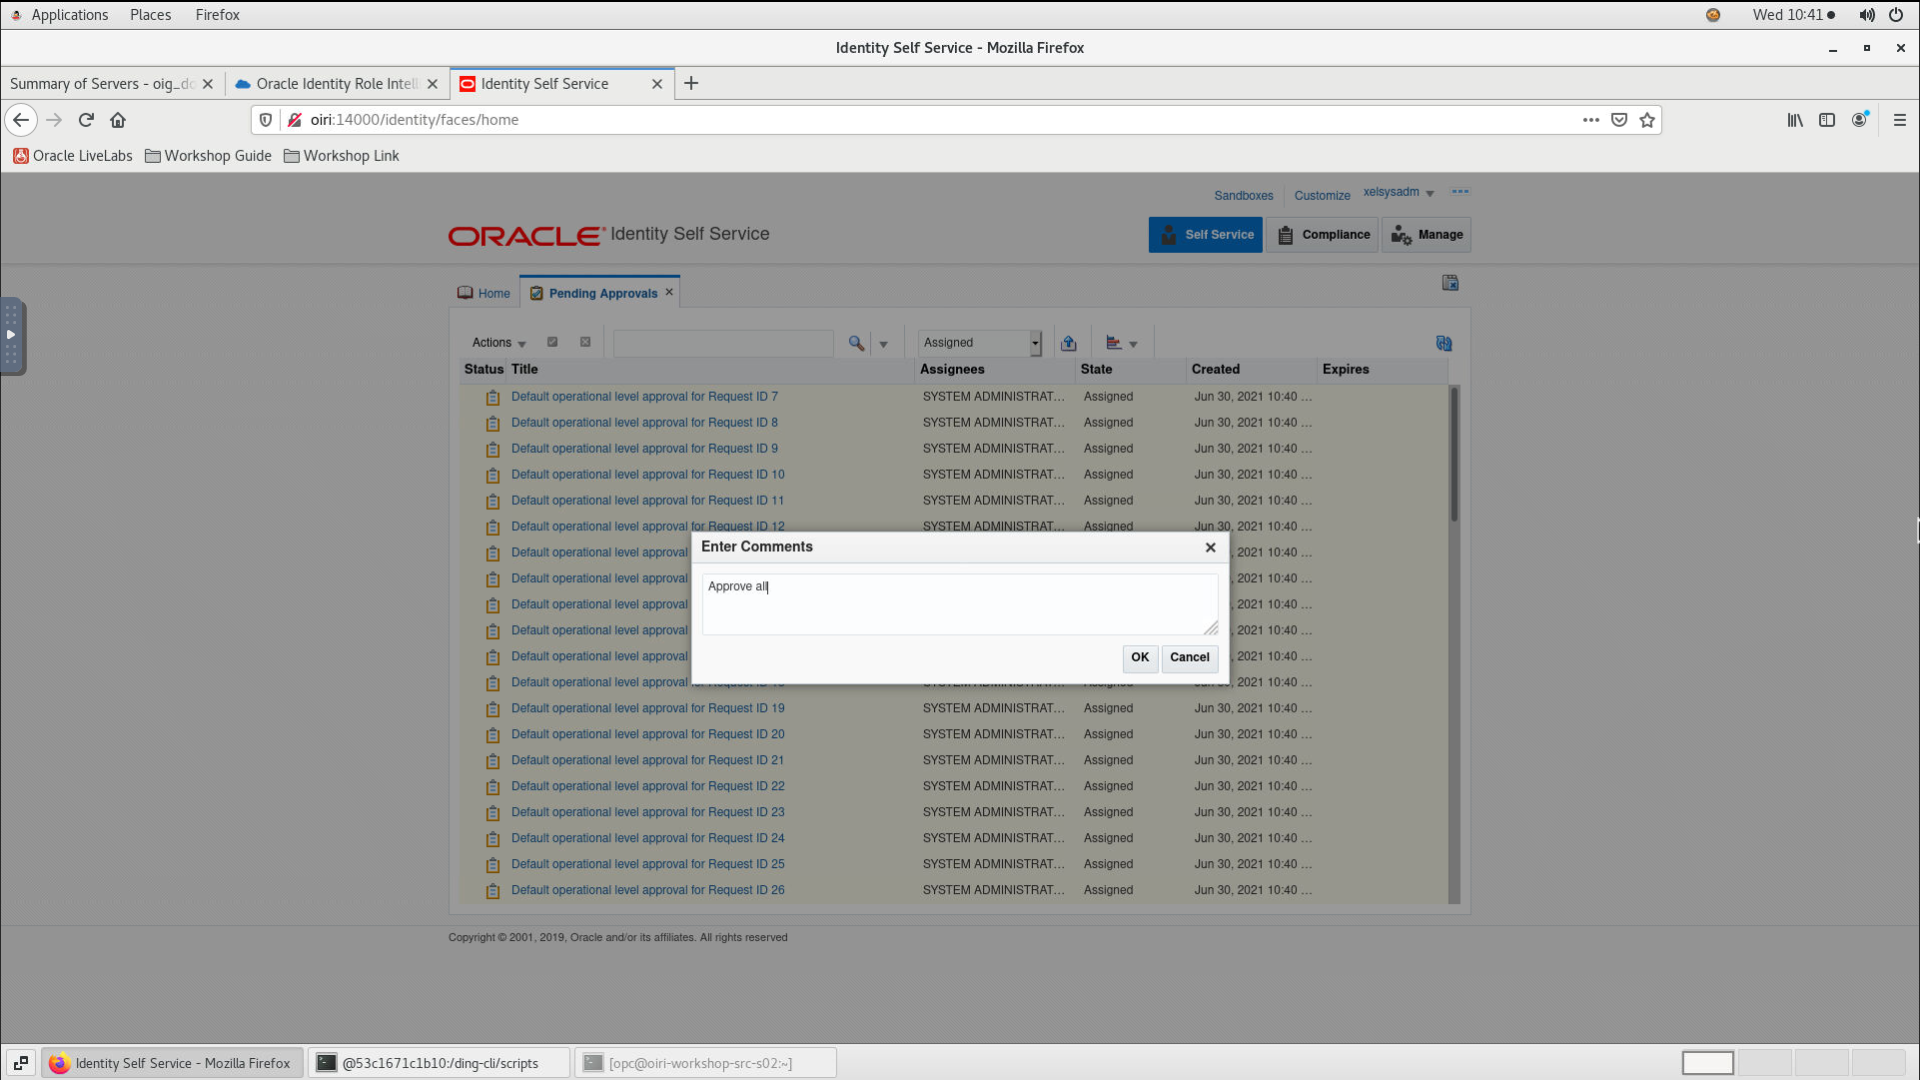 Applications Places Firefox Wed 10:41
Identity Self Service - Mozilla Firefox
Summary of Servers - oig_do Oracle Identity Role Intelli Identity Self Service
oiri:14000/identity/faces/home
Oracle LiveLabs Workshop Guide Workshop Link
Sandboxes Customize xelsysadm
ORACLE Identity Self Service Self Service Compliance Manage
Home Pending Approvals
Actions Assigned
Status Title Assignees State Created Expires
Default operational level approval for Request ID 7 SYSTEM ADMINISTRAT... Assigned Jun 30, 2021 10:40 ...
Default operational level approval for Request ID 8 SYSTEM ADMINISTRAT... Assigned Jun 30, 2021 10:40 ...
Default operational level approval for Request ID 9 SYSTEM ADMINISTRAT... Assigned Jun 30, 2021 10:40 ...
Default operational level approval for Request ID 10 SYSTEM ADMINISTRAT... Assigned Jun 30, 2021 10:40 ...
Default operational level approval for Request ID 11 SYSTEM ADMINISTRAT... Assigned Jun 30, 2021 10:40 ...
Default operational level approval for Request ID 12 SYSTEM ADMINISTRAT... Assigned Jun 30, 2021 10:40 ...
Default operational level approval , 2021 10:40 ...
Default operational level approval , 2021 10:40 ...
Default operational level approval , 2021 10:40 ...
Default operational level approval , 2021 10:40 ...
Default operational level approval , 2021 10:40 ...
Default operational level approval , 2021 10:40 ...
Enter Comments
Approve all
OK Cancel
Default operational level approval for Request ID 19 SYSTEM ADMINISTRAT... Assigned Jun 30, 2021 10:40 ...
Default operational level approval for Request ID 20 SYSTEM ADMINISTRAT... Assigned Jun 30, 2021 10:40 ...
Default operational level approval for Request ID 21 SYSTEM ADMINISTRAT... Assigned Jun 30, 2021 10:40 ...
Default operational level approval for Request ID 22 SYSTEM ADMINISTRAT... Assigned Jun 30, 2021 10:40 ...
Default operational level approval for Request ID 23 SYSTEM ADMINISTRAT... Assigned Jun 30, 2021 10:40 ...
Default operational level approval for Request ID 24 SYSTEM ADMINISTRAT... Assigned Jun 30, 2021 10:40 ...
Default operational level approval for Request ID 25 SYSTEM ADMINISTRAT... Assigned Jun 30, 2021 10:40 ...
Default operational level approval for Request ID 26 SYSTEM ADMINISTRAT... Assigned Jun 30, 2021 10:40 ...
Copyright © 2001, 2019, Oracle and/or its affiliates. All rights reserved
Identity Self Service - Mozilla Firefox @53c1671c1b10:/ding-cli/scripts [opc@oiri-workshop-src-s02:~]